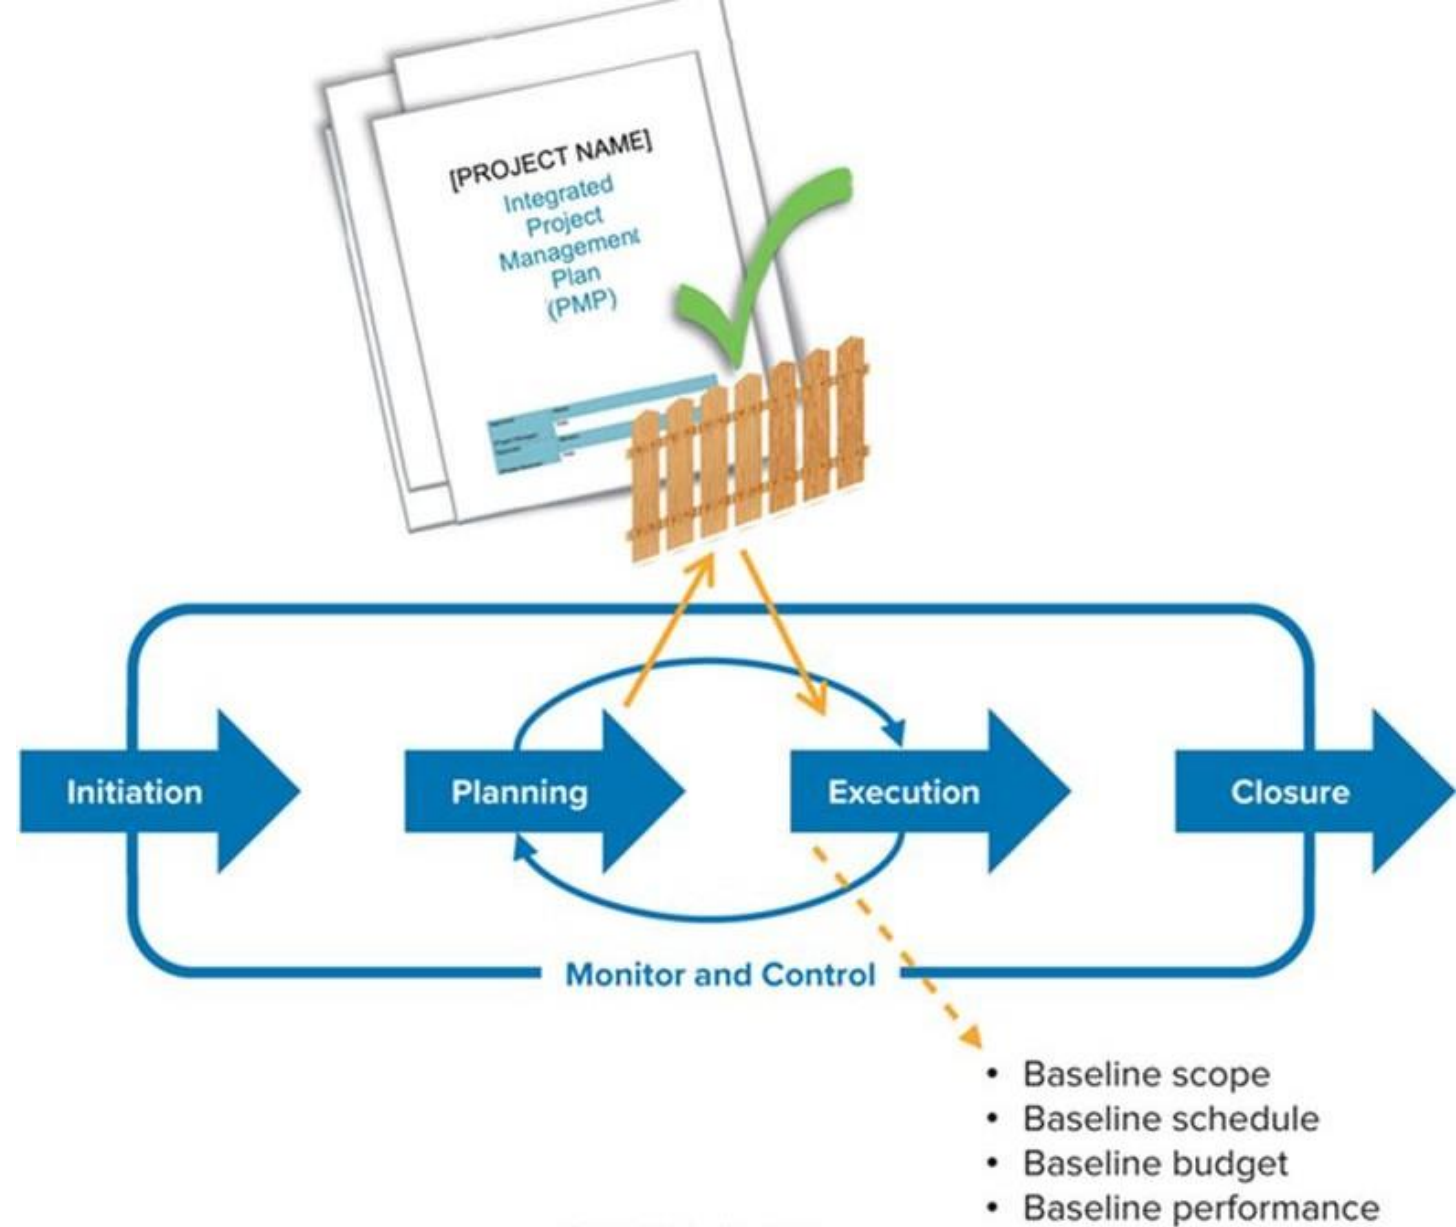 [PROJECT NAME]
Integrated
Project
Management
Plan
(PMP)
Initiation
Planning
Execution
Closure
Monitor and Control
• Baseline scope
• Baseline schedule
• Baseline budget
• Baseline performance